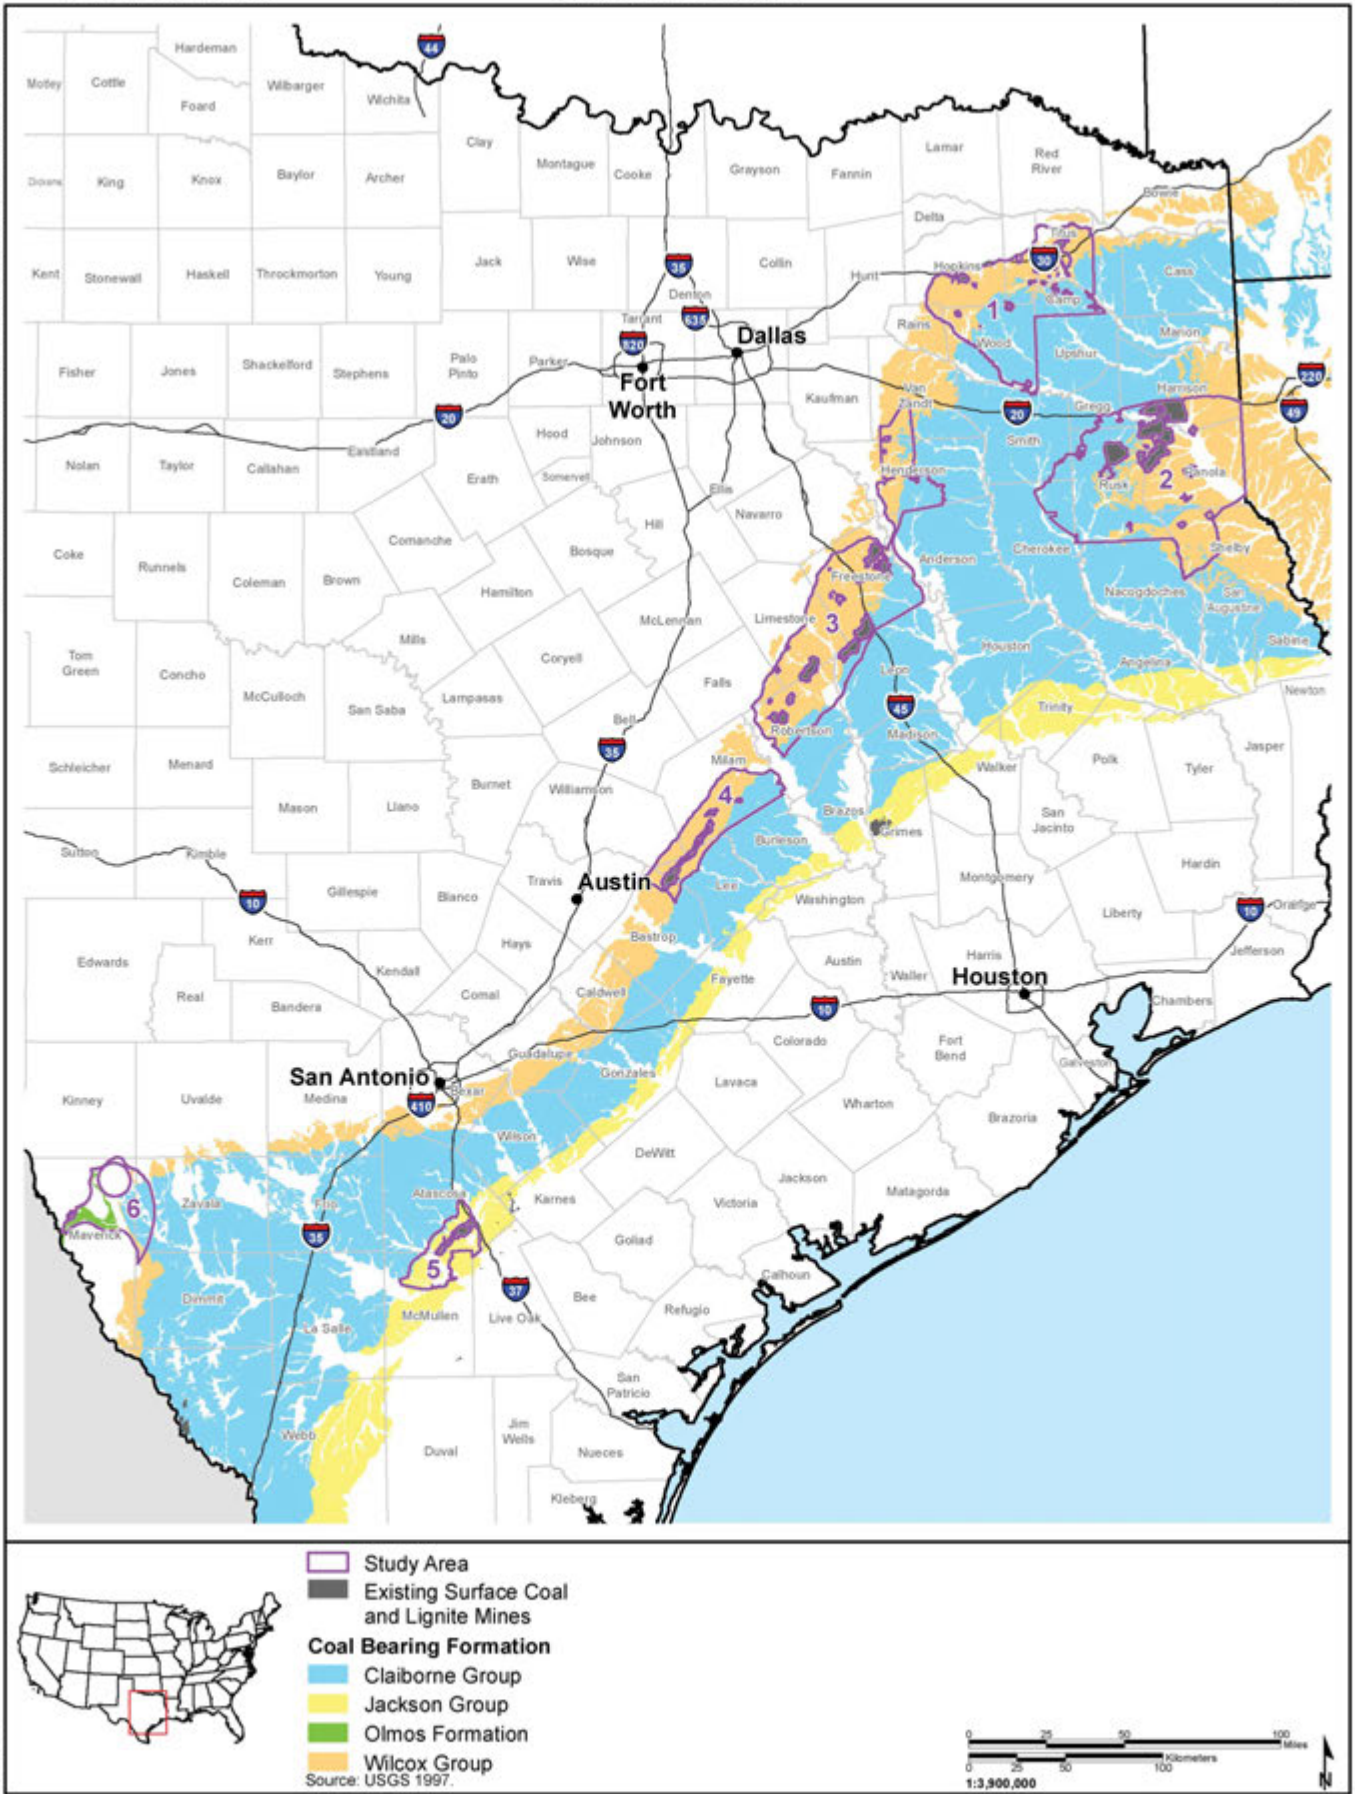 44
Hardeman
Motley
Cottle
Wilbarger
Foard
Wichita
Clay
Lamar
Red
River
Montague
Cooke
Grayson
Fannin
Dickens
King
Knox
Baylor
Archer
Bowie
Delta
Titus
Kent
Stonewall
Haskell
Throckmorton
Young
Jack
Wise
35
Collin
Hunt
Hopkins
30
Cass
Denton
Camp
635
Tarrant
1
Rains
Wood
Marion
820
Dallas
Upshur
Fisher
Jones
Shackelford
Stephens
Palo
Pinto
Parker
Fort
Worth
Kaufman
Van
Zandt
Harrison
220
20
20
Gregg
49
Hood
Johnson
Smith
Nolan
Taylor
Callahan
Eastland
Erath
Somervell
Ellis
Henderson
Rusk
2
Panola
Hill
Navarro
Comanche
Bosque
Coke
Runnels
Coleman
Brown
Hamilton
Freestone
Anderson
Cherokee
Shelby
Nacogdoches
San
Augustine
McLennan
Limestone
3
Mills
Coryell
Houston
Sabine
Tom
Green
Concho
McCulloch
San Saba
Lampasas
Falls
Leon
Angelina
Newton
Bell
45
Trinity
Robertson
Madison
35
Schleicher
Menard
Burnet
Milam
Walker
Polk
Tyler
Jasper
Mason
Llano
Williamson
4
Brazos
Grimes
San
Jacinto
Burleson
Sutton
Kimble
Gillespie
Blanco
Travis
Austin
Lee
Washington
Montgomery
Hardin
10
Liberty
10
Orange
Kerr
Hays
Bastrop
Edwards
Kendall
Fayette
Austin
Waller
Harris
Jefferson
Houston
Real
Bandera
Comal
Caldwell
10
Chambers
Guadalupe
Colorado
Fort
Bend
Galveston
San Antonio
Gonzales
Kinney
Uvalde
Medina
Bexar
410
Lavaca
Wharton
Brazoria
Wilson
DeWitt
Jackson
Matagorda
Zavala
Frio
Atascosa
Karnes
Victoria
6
Maverick
35
Goliad
5
37
Calhoun
Dimmit
La Salle
McMullen
Live Oak
Bee
Refugio
San
Patricio
Webb
Duval
Jim
Wells
Nueces
Kleberg
Study Area
Existing Surface Coal
and Lignite Mines
Coal Bearing Formation
Claiborne Group
Jackson Group
Olmos Formation
Wilcox Group
Source: USGS 1997.
0 25 50 100
Miles
Kilometers
0 25 50 100
1:3,900,000
N